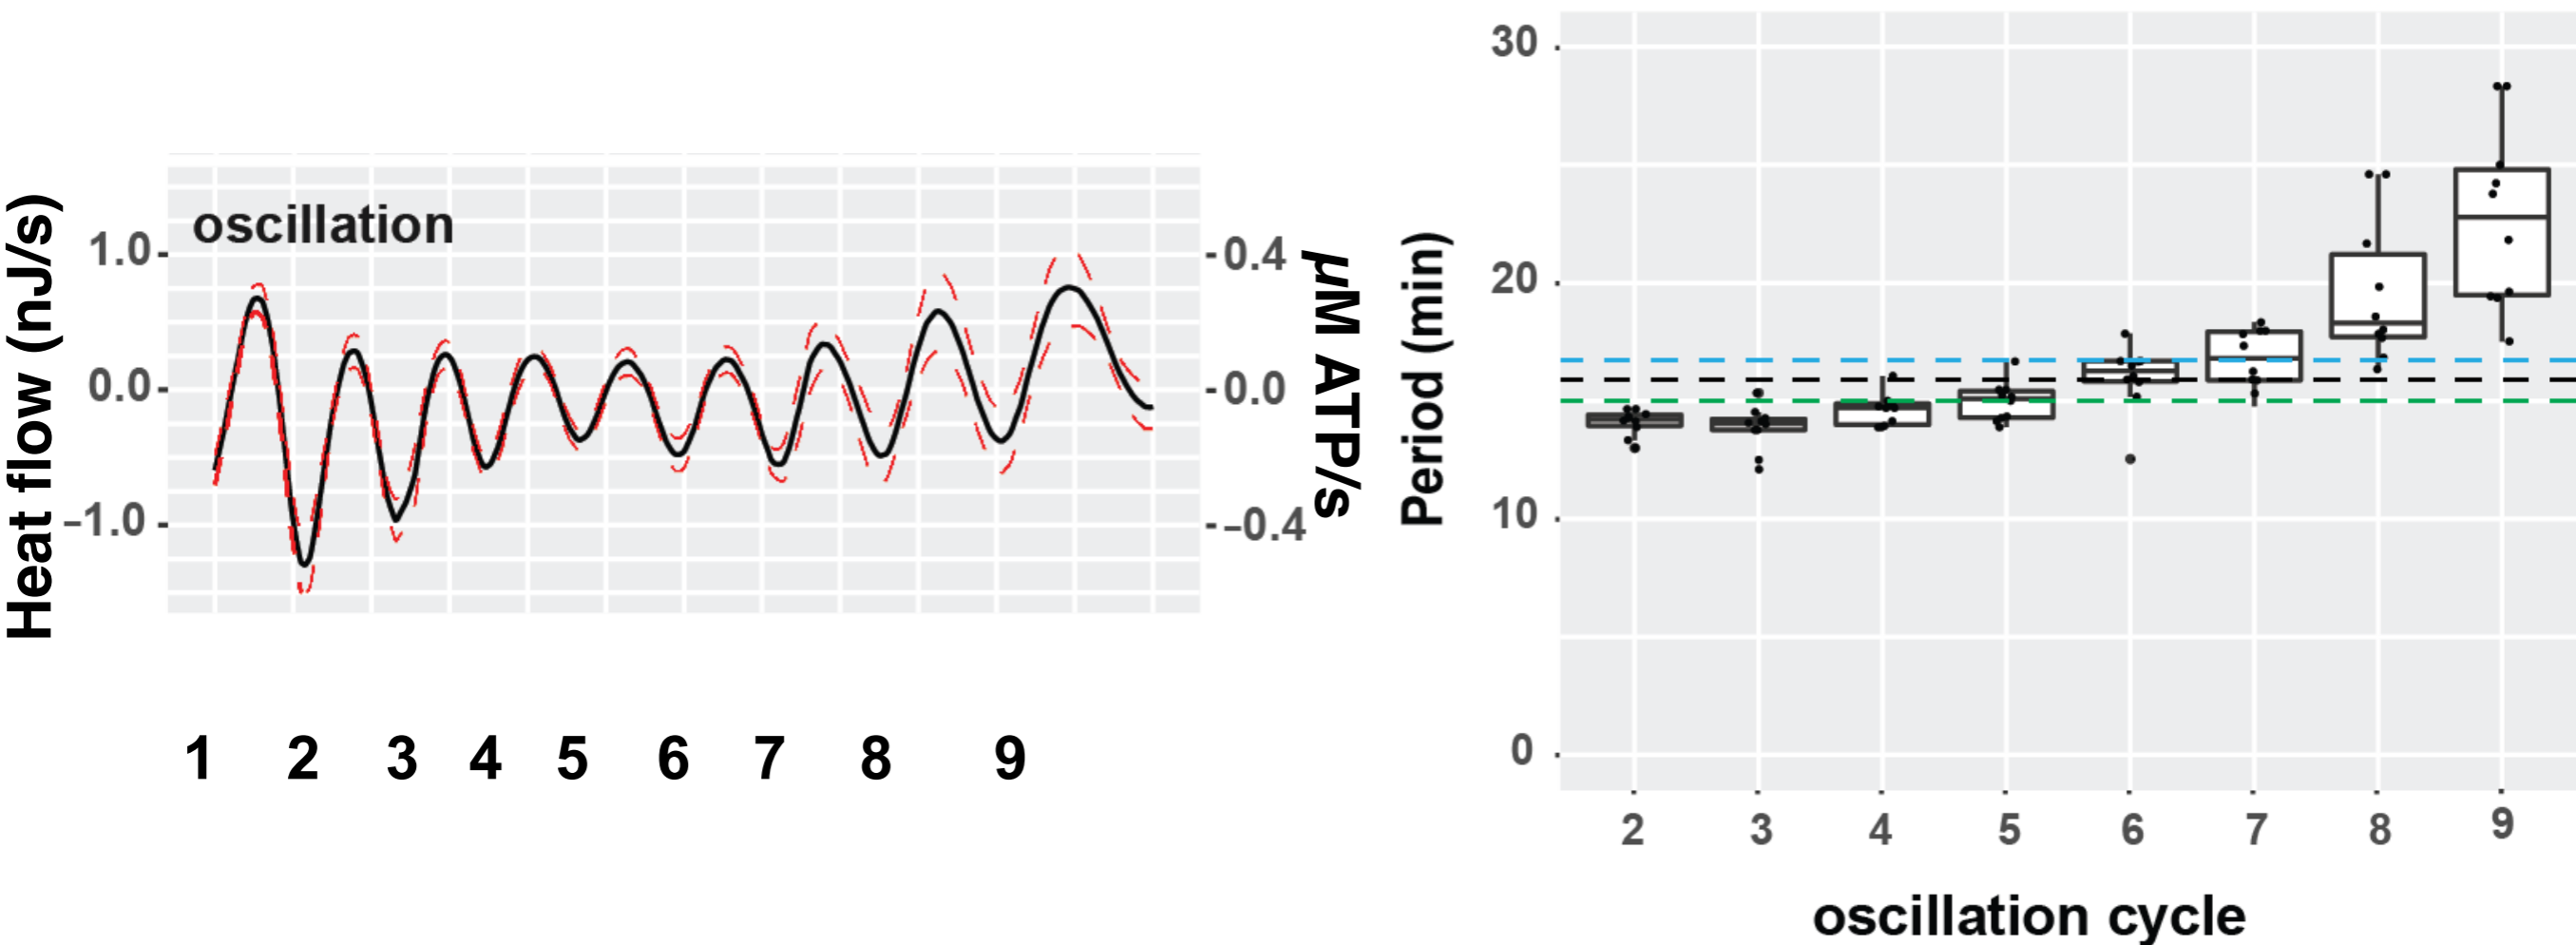 oscillation
Heat flow (nJ/s)
1.0
0.0
−1.0
0.4
0.0
−0.4
μM ATP/s
1 2 3 4 5 6 7 8 9
Period (min)
30
20
10
0
2 3 4 5 6 7 8 9
oscillation cycle